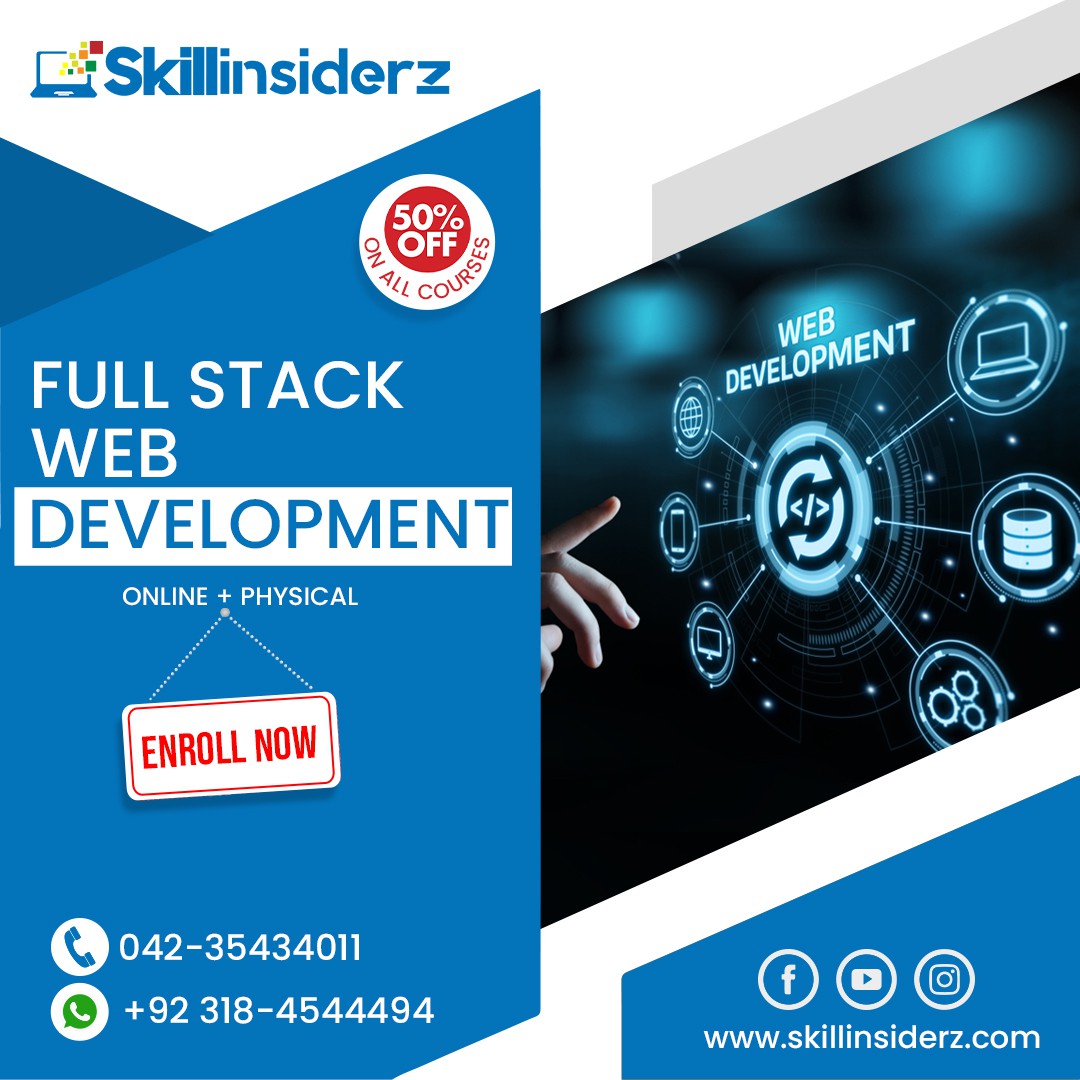 Skillinsiderz
50% OFF
ON ALL COURSES
FULL STACK
WEB
DEVELOPMENT
ONLINE + PHYSICAL
ENROLL NOW
WEB
DEVELOPMENT
</>
042-35434011
+92 318-4544494
www.skillinsiderz.com